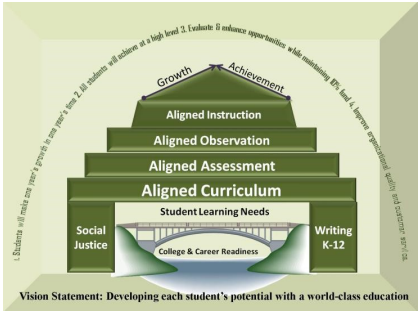 1. Students will make one year's growth in one year's time 2. All students will achieve at a high level 3. Evaluate & enhance opportunities while maintaining 10% fund 4. Improve organizational quality and customer service.
Growth
Achievement
Aligned Instruction
Aligned Observation
Aligned Assessment
Aligned Curriculum
Student Learning Needs
Social
Justice
College & Career Readiness
Writing
K-12
Vision Statement: Developing each student's potential with a world-class education